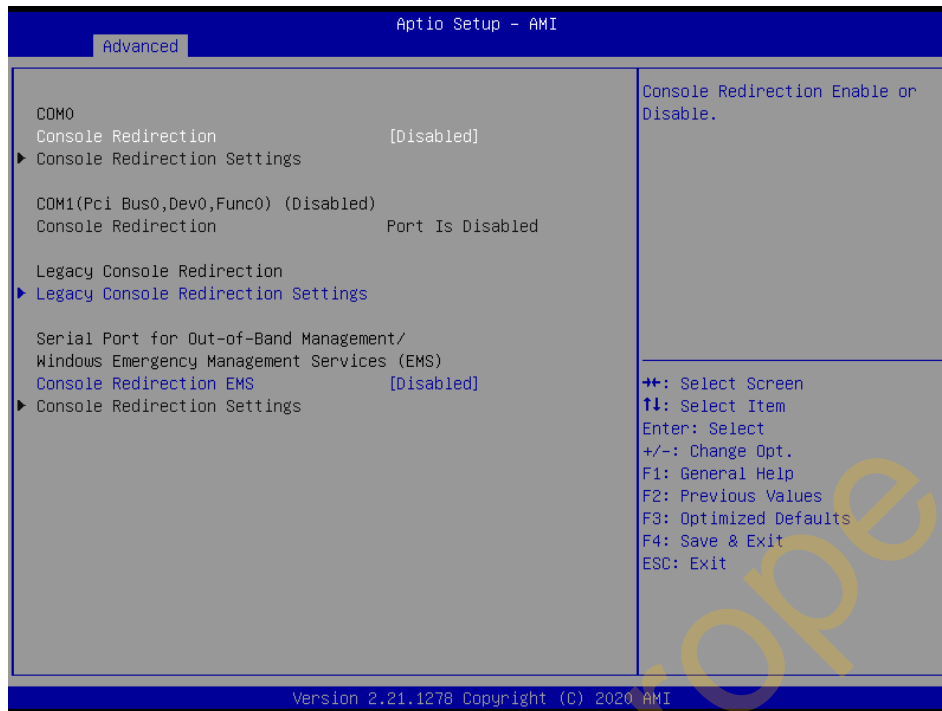 Aptio Setup – AMI
Advanced
COM0
Console Redirection [Disabled]
▶ Console Redirection Settings
COM1(Pci Bus0,Dev0,Func0) (Disabled)
Console Redirection Port Is Disabled
Legacy Console Redirection
▶ Legacy Console Redirection Settings
Serial Port for Out-of-Band Management/
Windows Emergency Management Services (EMS)
Console Redirection EMS [Disabled]
▶ Console Redirection Settings
Console Redirection Enable or
Disable.
→←: Select Screen
↑↓: Select Item
Enter: Select
+/-: Change Opt.
F1: General Help
F2: Previous Values
F3: Optimized Defaults
F4: Save & Exit
ESC: Exit
Version 2.21.1278 Copyright (C) 2020 AMI
rope